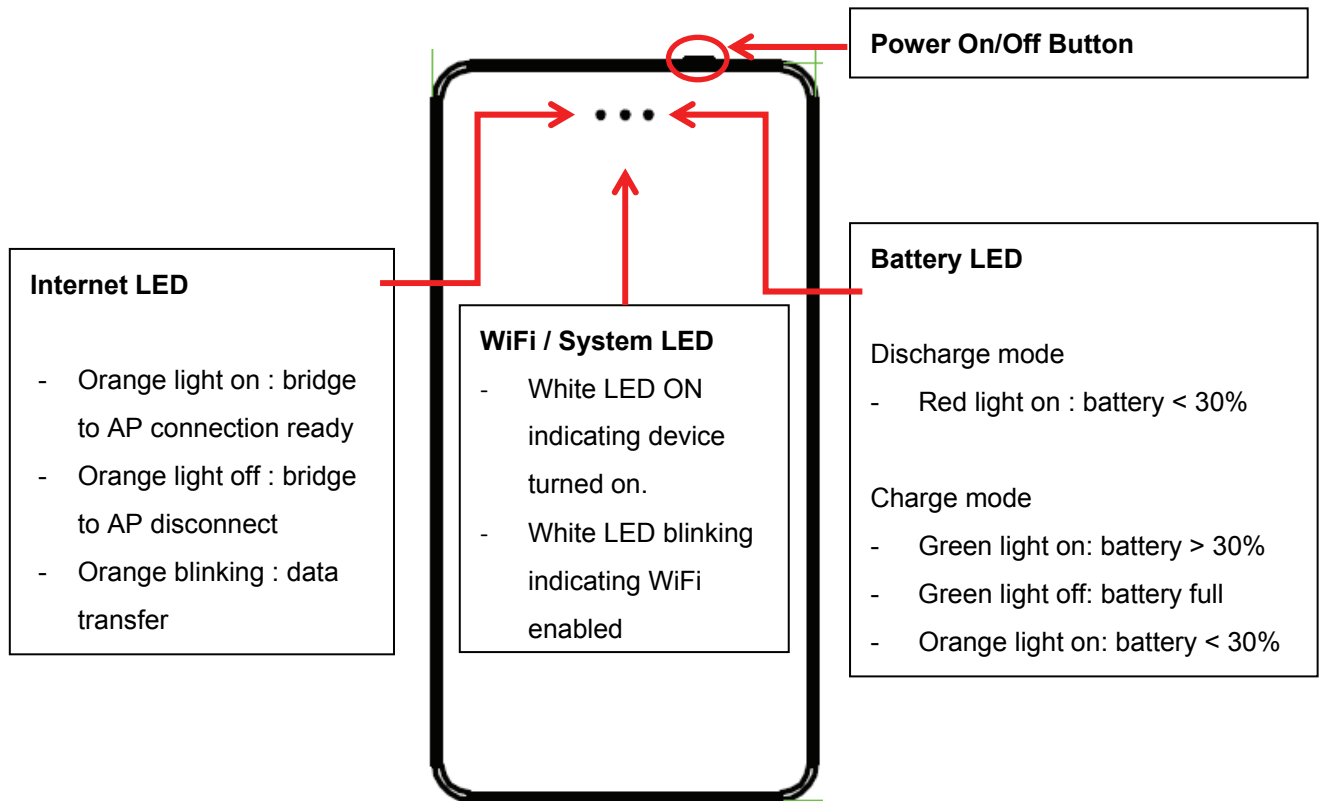 Power On/Off Button
Internet LED
- Orange light on : bridge
to AP connection ready
- Orange light off : bridge
to AP disconnect
- Orange blinking : data
transfer
WiFi / System LED
- White LED ON
indicating device
turned on.
- White LED blinking
indicating WiFi
enabled
Battery LED
Discharge mode
- Red light on : battery < 30%
Charge mode
- Green light on: battery > 30%
- Green light off: battery full
- Orange light on: battery < 30%